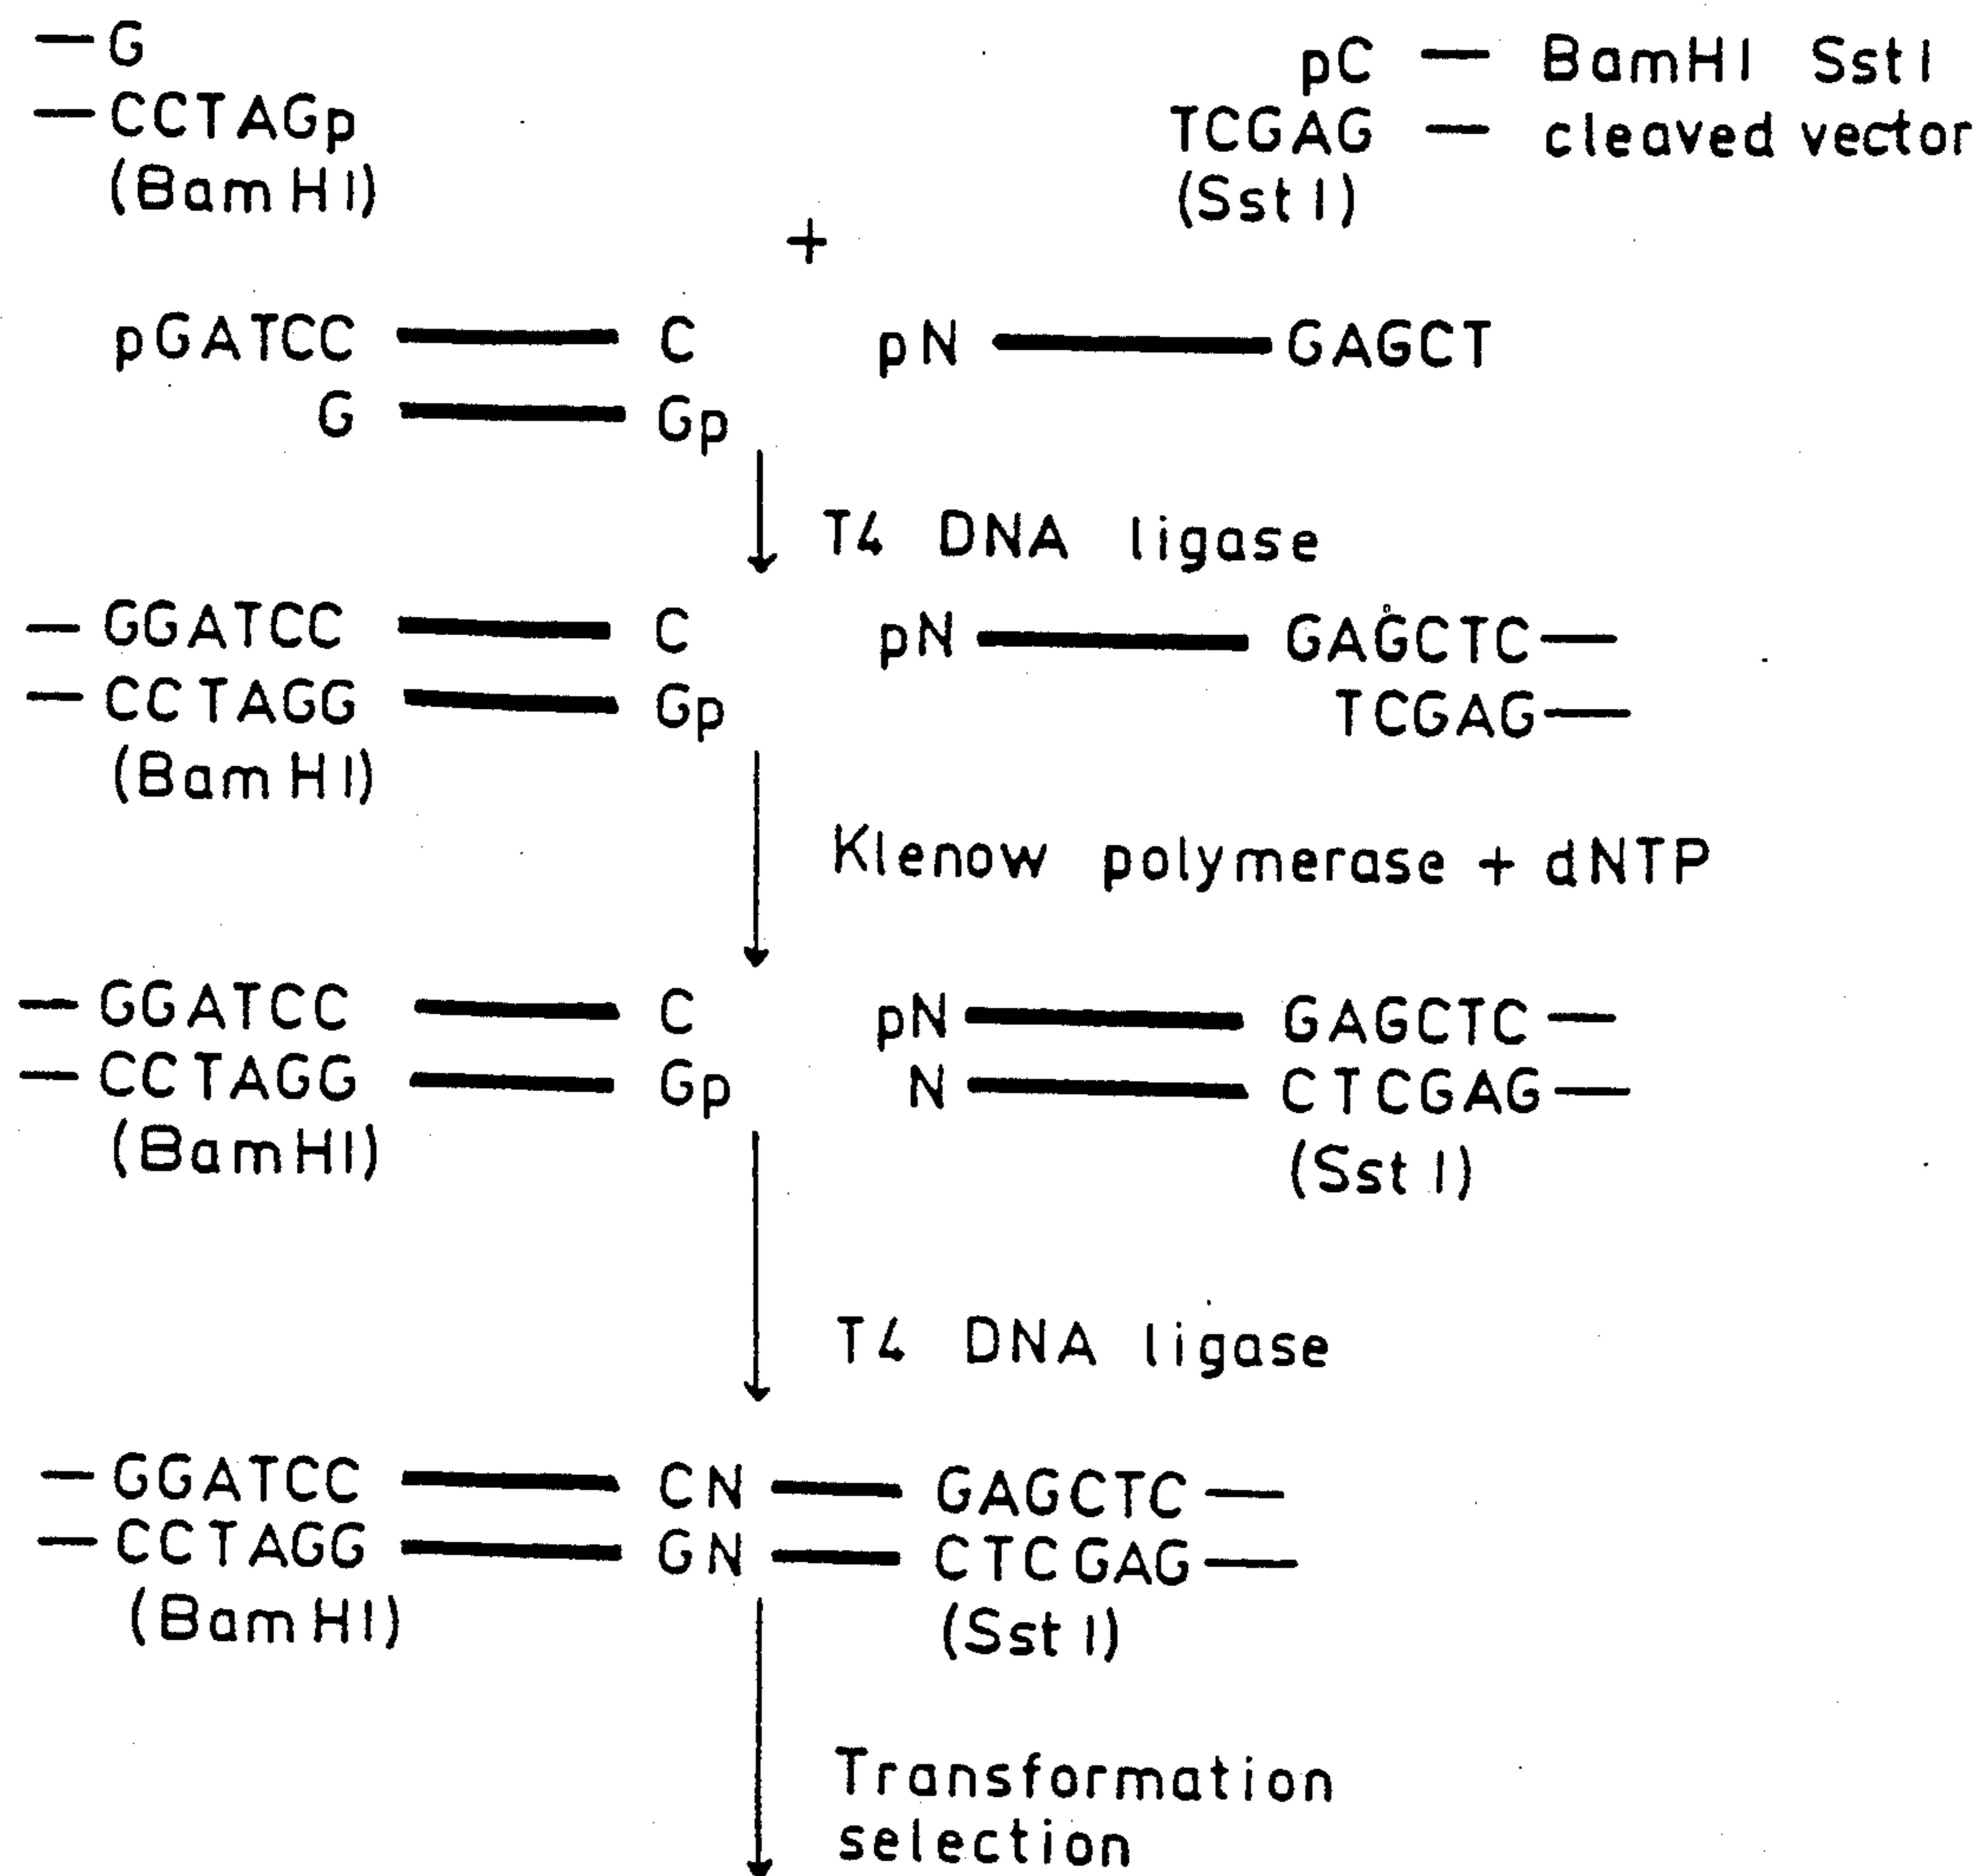 G pC BamHI SstI
CCTAGp TCGAG cleaved vector
(BamHI) (SstI)
+
pGATCC C pN GAGCT
G Gp
T4 DNA ligase
GGATCC C pN GAGCTC
CCTAGG Gp TCGAG
(BamHI)
Klenow polymerase + dNTP
GGATCC C pN GAGCTC
CCTAGG Gp N CTCGAG
(BamHI) (SstI)
T4 DNA ligase
GGATCC CN GAGCTC
CCTAGG GN CTCGAG
(BamHI) (SstI)
Transformation
selection